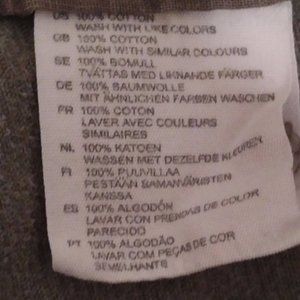 US 100% COTTON
WASH WITH LIKE COLORS
GB 100% COTTON
WASH WITH SIMILAR COLOURS
SE 100% BOMULL
TVÄTTAS MED LIKNANDE FÄRGER
DE 100% BAUMWOLLE
MIT ÄHNLICHEN FARBEN WASCHEN
FR 100% COTON
LAVER AVEC COULEURS
SIMILAIRES
NL 100% KATOEN
WASSEN MET DEZELFDE KLEUREN
FI 100% PUUVILLAA
PESTÄÄN SAMANVÄRISTEN
KANSSA
ES 100% ALGODÓN
LAVAR CON PRENDAS DE COLOR
PARECIDO
PT 100% ALGODÃO
LAVAR COM PEÇAS DE COR
SEMELHANTE